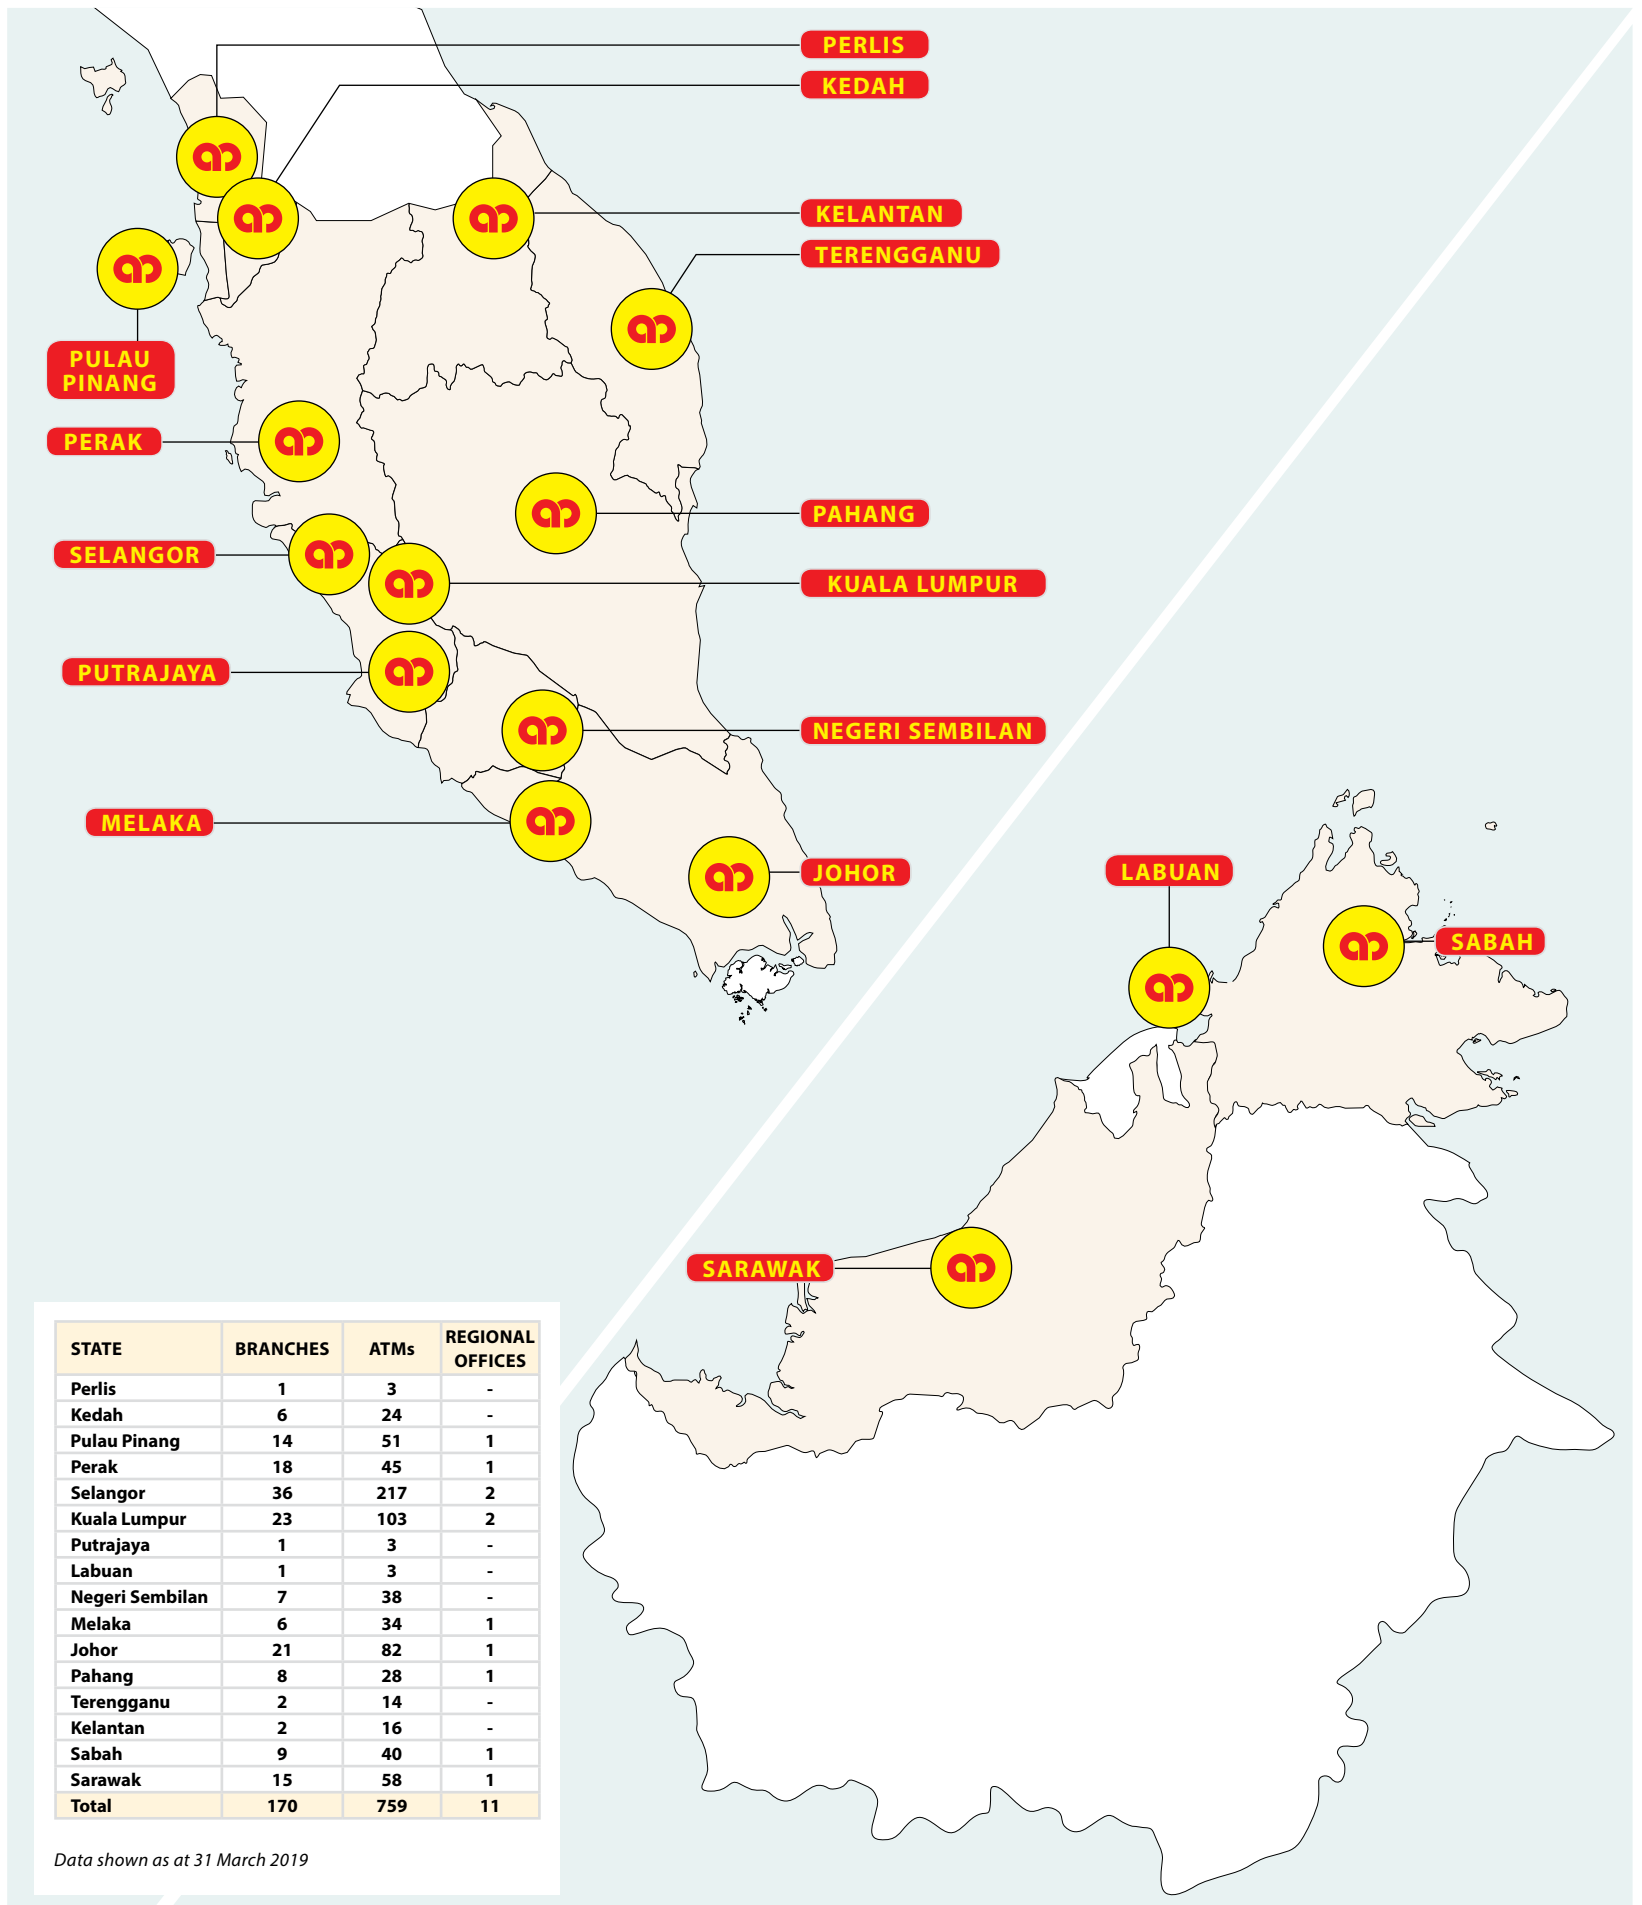 PERLIS
KEDAH
KELANTAN
TERENGGANU
PULAU
PINANG
PERAK
PAHANG
SELANGOR
KUALA LUMPUR
PUTRAJAYA
NEGERI SEMBILAN
MELAKA
JOHOR
LABUAN
SABAH
SARAWAK
STATE BRANCHES ATMs REGIONAL OFFICES
Perlis 1 3 -
Kedah 6 24 -
Pulau Pinang 14 51 1
Perak 18 45 1
Selangor 36 217 2
Kuala Lumpur 23 103 2
Putrajaya 1 3 -
Labuan 1 3 -
Negeri Sembilan 7 38 -
Melaka 6 34 1
Johor 21 82 1
Pahang 8 28 1
Terengganu 2 14 -
Kelantan 2 16 -
Sabah 9 40 1
Sarawak 15 58 1
Total 170 759 11
Data shown as at 31 March 2019